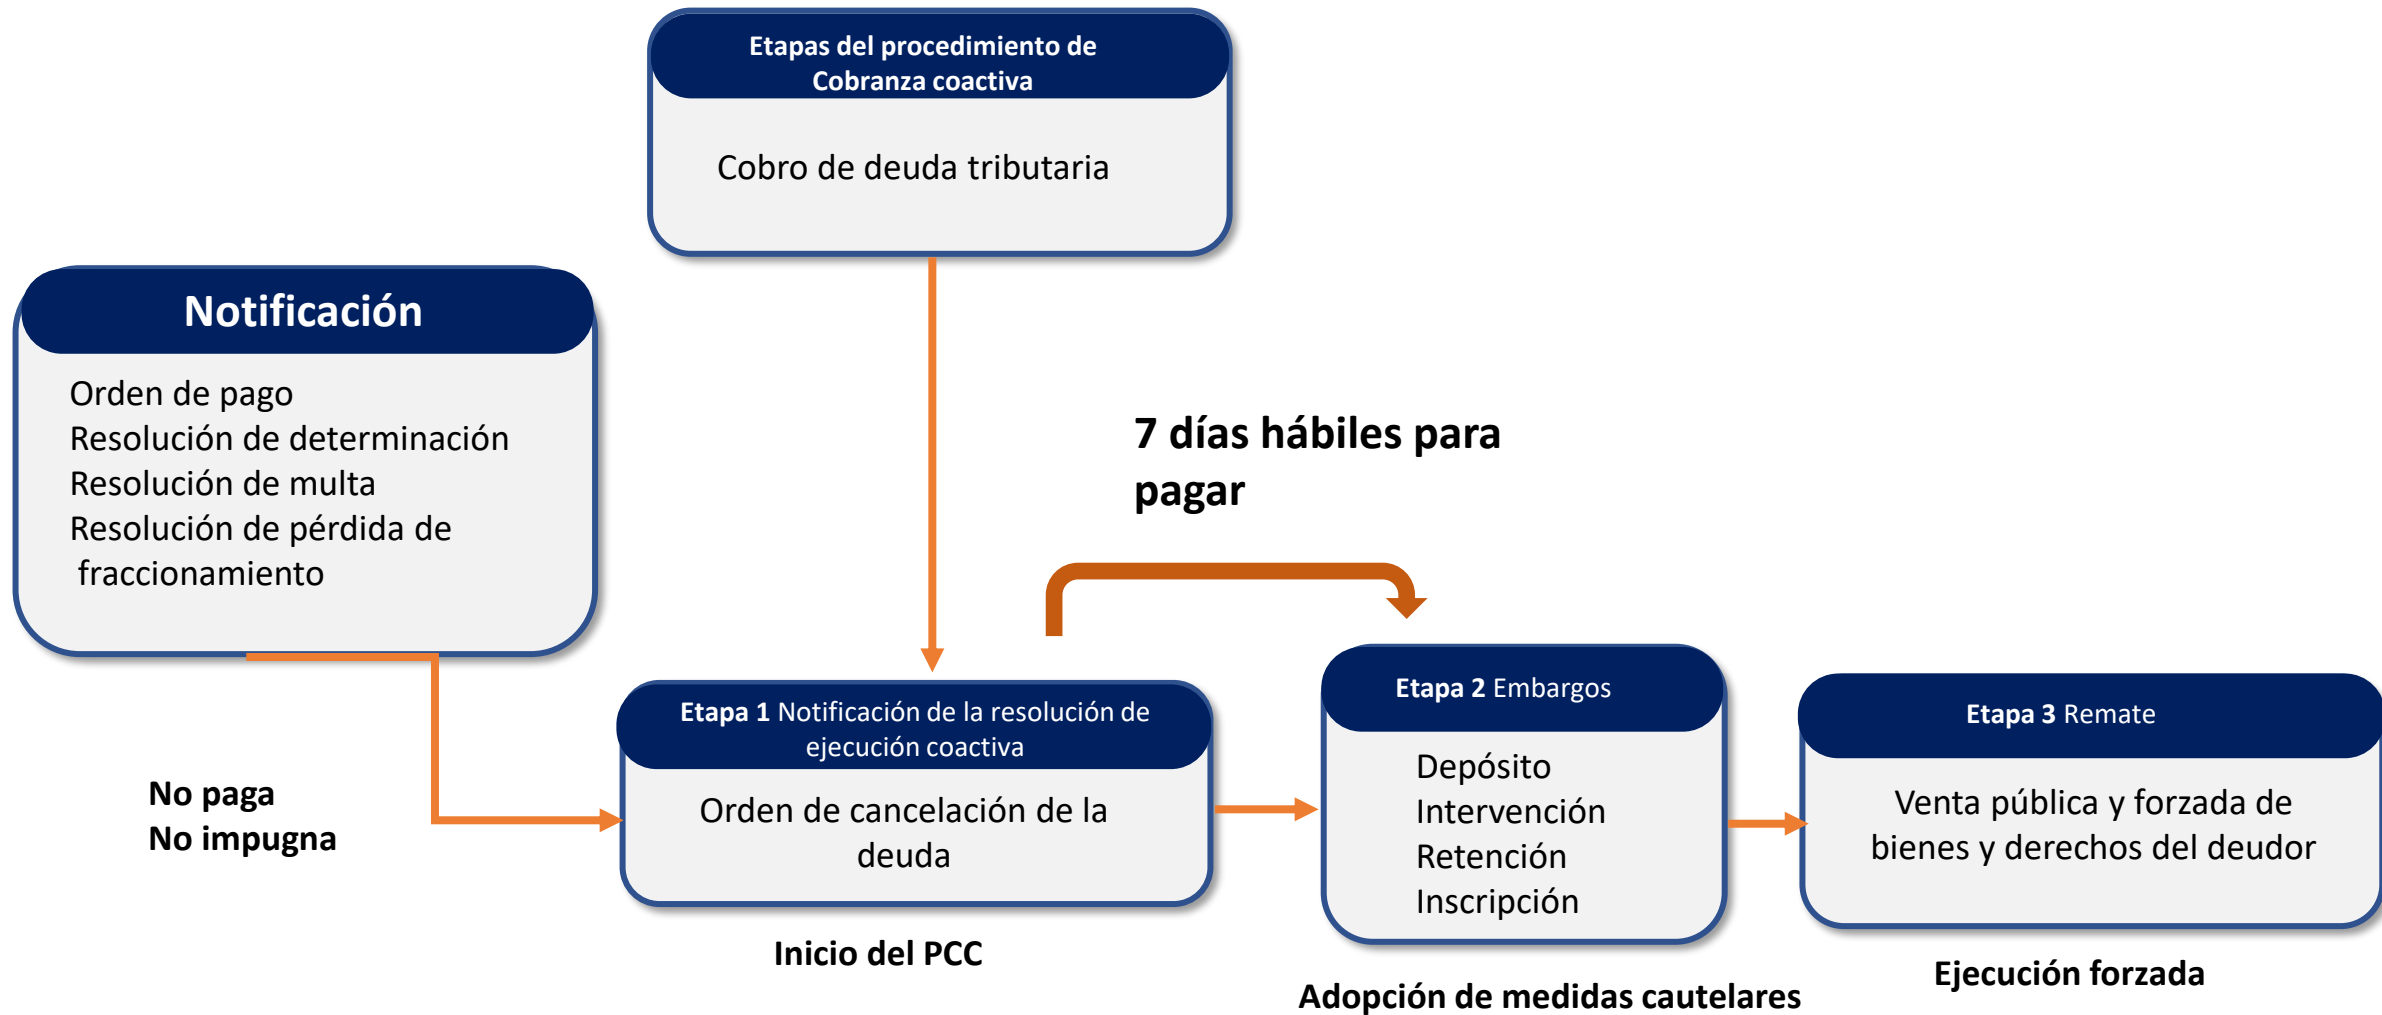 Etapas del procedimiento de
Cobranza coactiva
Cobro de deuda tributaria
Notificación
Orden de pago
Resolución de determinación
Resolución de multa
Resolución de pérdida de
fraccionamiento
7 días hábiles para
pagar
No paga
No impugna
Etapa 1 Notificación de la resolución de
ejecución coactiva
Orden de cancelación de la
deuda
Inicio del PCC
Etapa 2 Embargos
Depósito
Intervención
Retención
Inscripción
Adopción de medidas cautelares
Etapa 3 Remate
Venta pública y forzada de
bienes y derechos del deudor
Ejecución forzada